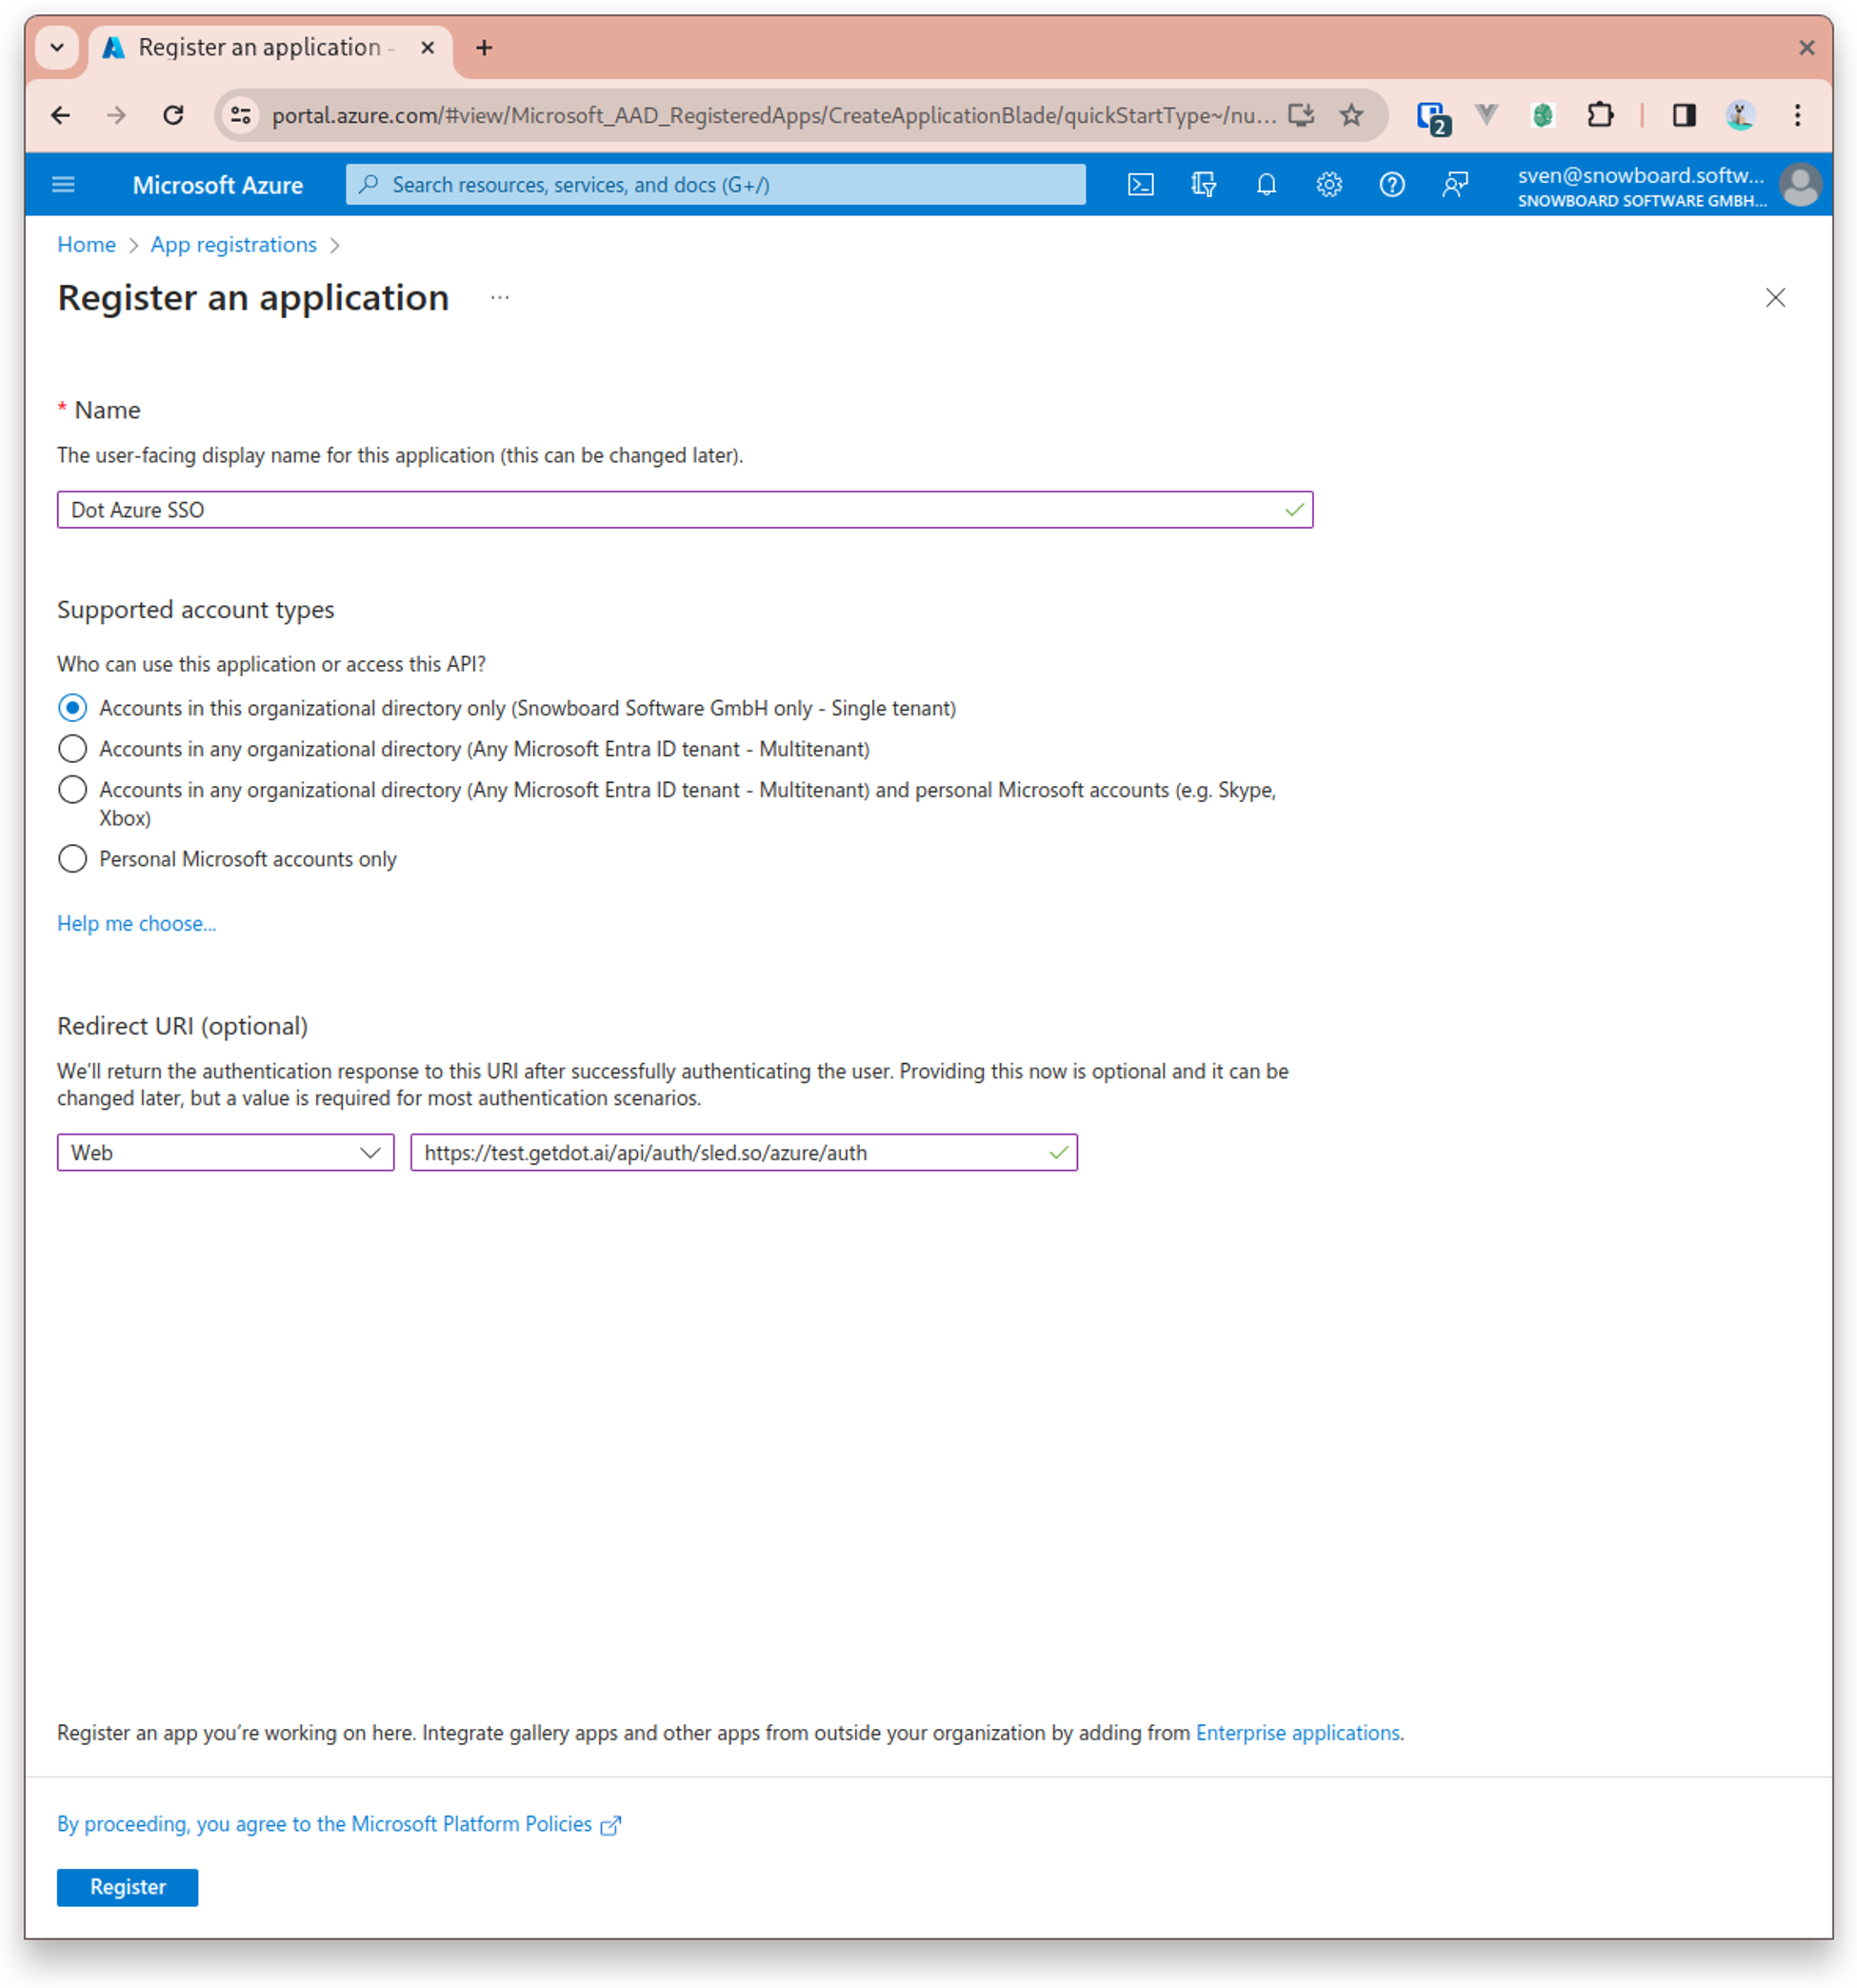 Register an application -
portal.azure.com/#view/Microsoft_AAD_RegisteredApps/CreateApplicationBlade/quickStartType~/nu...
2
Microsoft Azure
Search resources, services, and docs (G+/)
sven@snowboard.softw...
SNOWBOARD SOFTWARE GMBH...
Home > App registrations >
Register an application ...
* Name
The user-facing display name for this application (this can be changed later).
Dot Azure SSO
Supported account types
Who can use this application or access this API?
Accounts in this organizational directory only (Snowboard Software GmbH only - Single tenant)
Accounts in any organizational directory (Any Microsoft Entra ID tenant - Multitenant)
Accounts in any organizational directory (Any Microsoft Entra ID tenant - Multitenant) and personal Microsoft accounts (e.g. Skype,
Xbox)
Personal Microsoft accounts only
Help me choose...
Redirect URI (optional)
We'll return the authentication response to this URI after successfully authenticating the user. Providing this now is optional and it can be
changed later, but a value is required for most authentication scenarios.
Web
https://test.getdot.ai/api/auth/sled.so/azure/auth
Register an app you're working on here. Integrate gallery apps and other apps from outside your organization by adding from Enterprise applications.
By proceeding, you agree to the Microsoft Platform Policies
Register